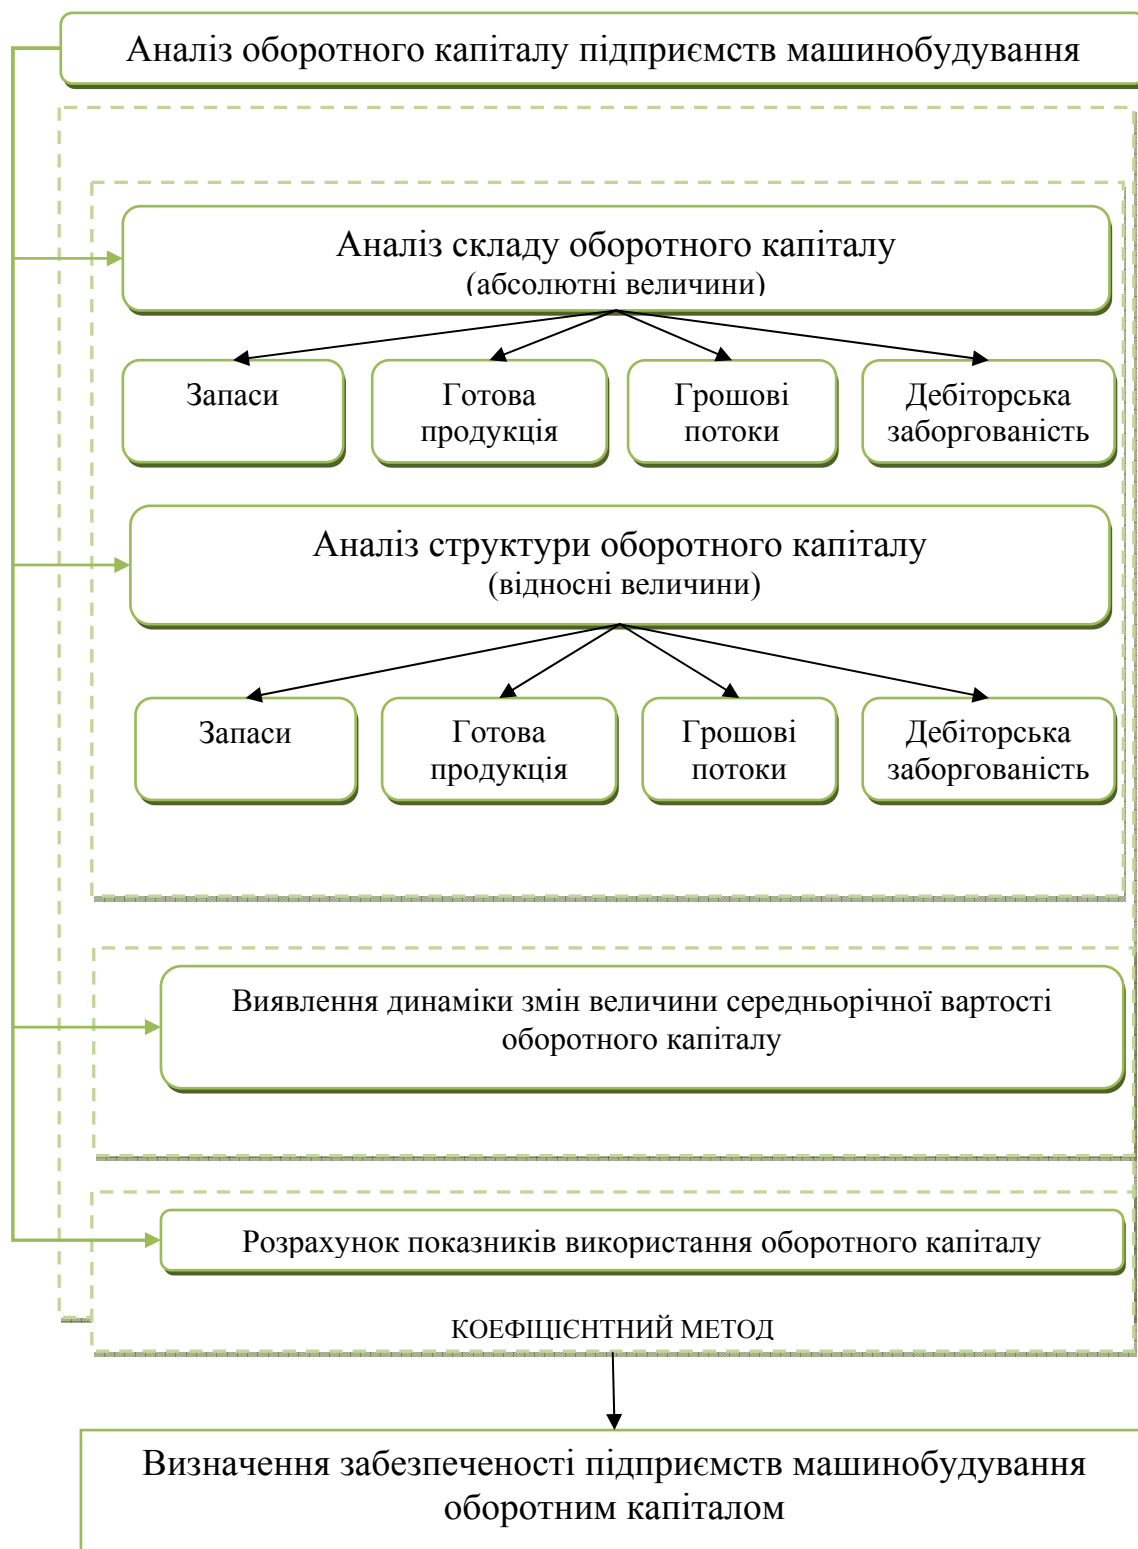 Аналіз оборотного капіталу підприємств машинобудування
Аналіз складу оборотного капіталу
(абсолютні величини)
Запаси
Готова
продукція
Грошові
потоки
Дебіторська
заборгованість
Аналіз структури оборотного капіталу
(відносні величини)
Запаси
Готова
продукція
Грошові
потоки
Дебіторська
заборгованість
Виявлення динаміки змін величини середньорічної вартості
оборотного капіталу
Розрахунок показників використання оборотного капіталу
КОЕФІЦІЄНТНИЙ МЕТОД
Визначення забезпеченості підприємств машинобудування
оборотним капіталом